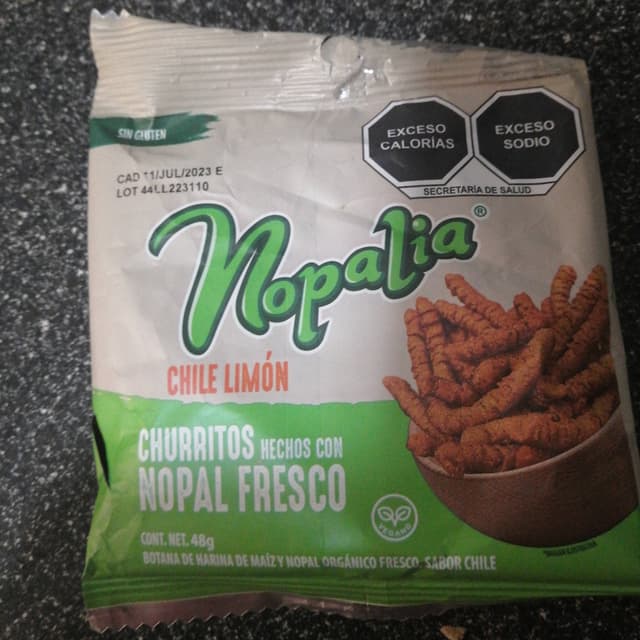 SIN GLUTEN
CAD 11/JUL/2023 E
LOT 44LL223110
EXCESO
CALORÍAS
EXCESO
SODIO
SECRETARÍA DE SALUD
Nopalia®
CHILE LIMÓN
CHURRITOS HECHOS CON
NOPAL FRESCO
VEGANO
CONT. NET. 48g
BOTANA DE HARINA DE MAÍZ Y NOPAL ORGÁNICO FRESCO, SABOR CHILE